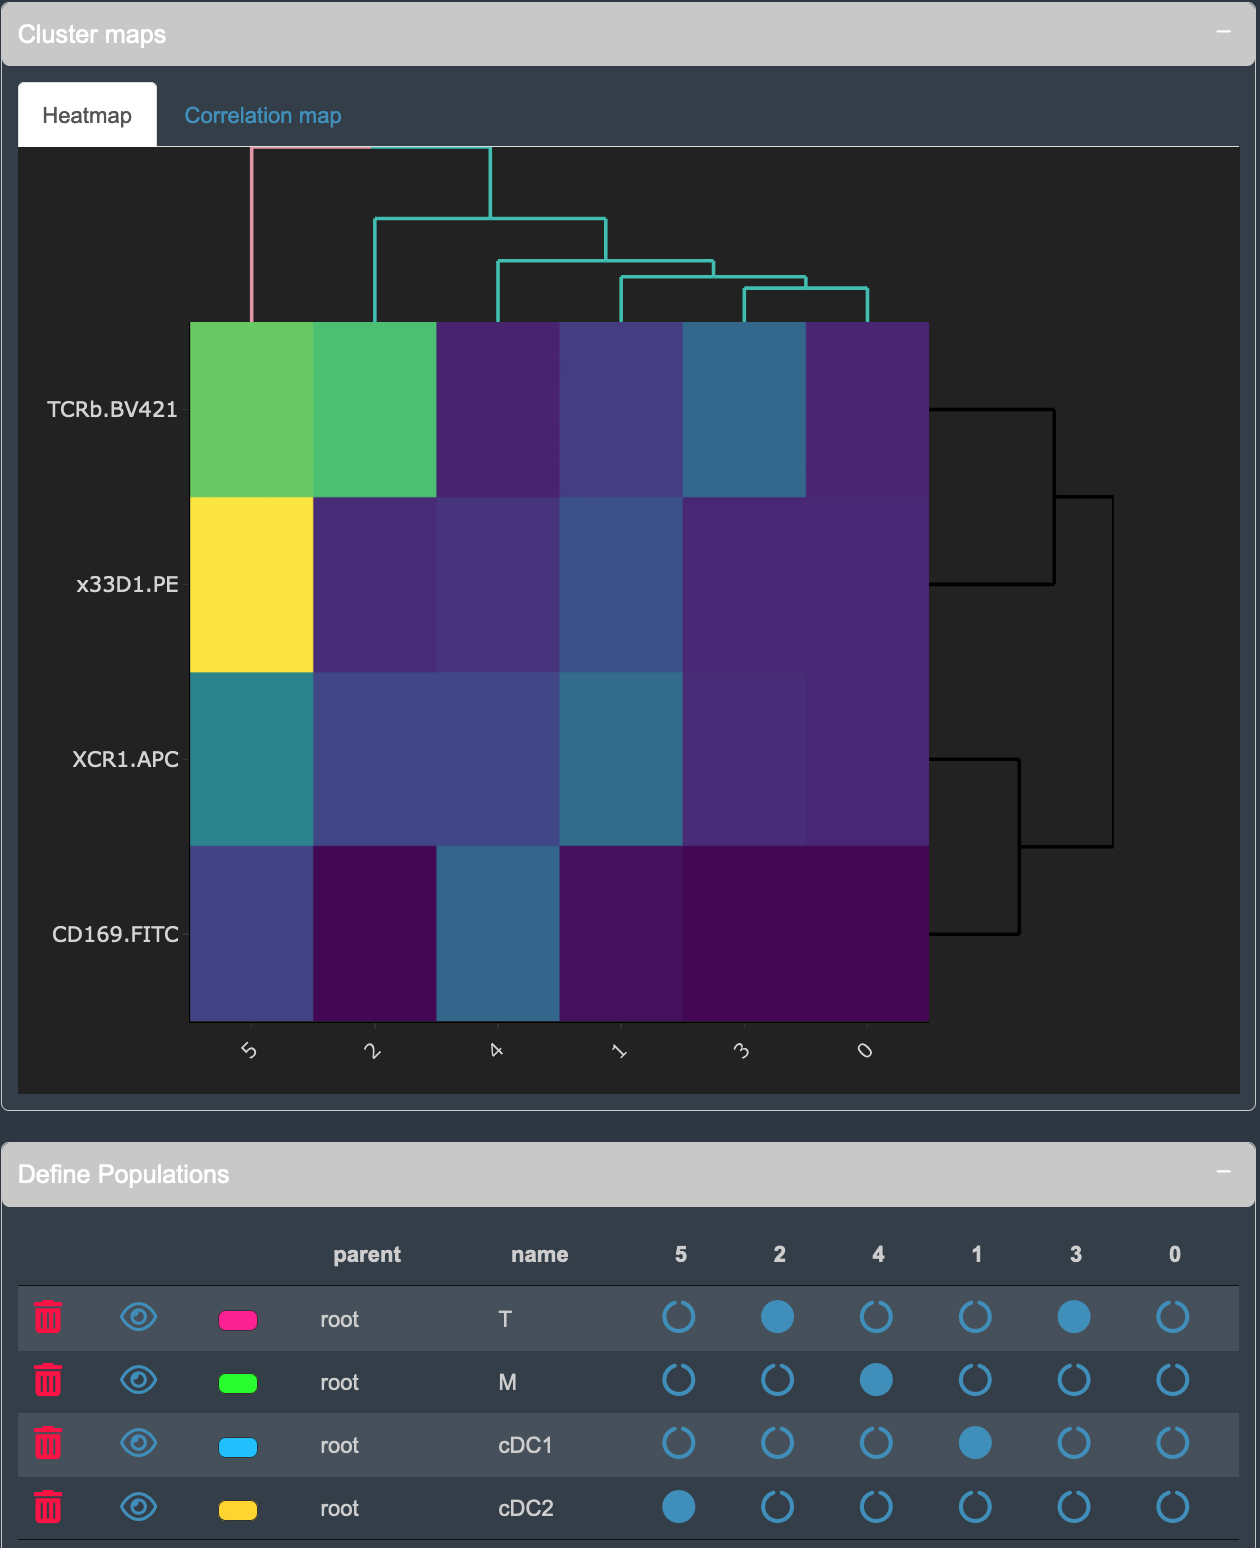 Cluster maps
Heatmap Correlation map
TCRb.BV421
x33D1.PE
XCR1.APC
CD169.FITC
5 2 4 1 3 0
Define Populations
parent name 5 2 4 1 3 0
root T
root M
root cDC1
root cDC2